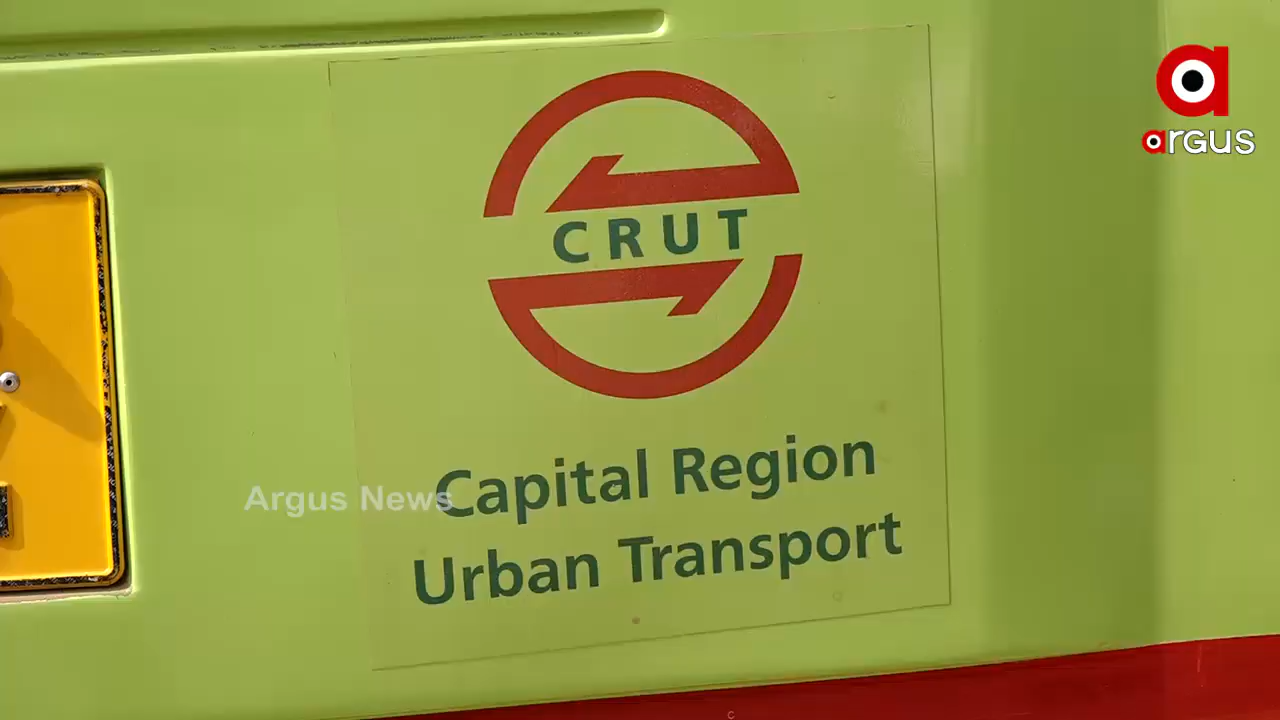 argus
CRUT
Capital Region
Urban Transport
Argus News